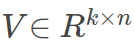 V ∈ R^{k×n}